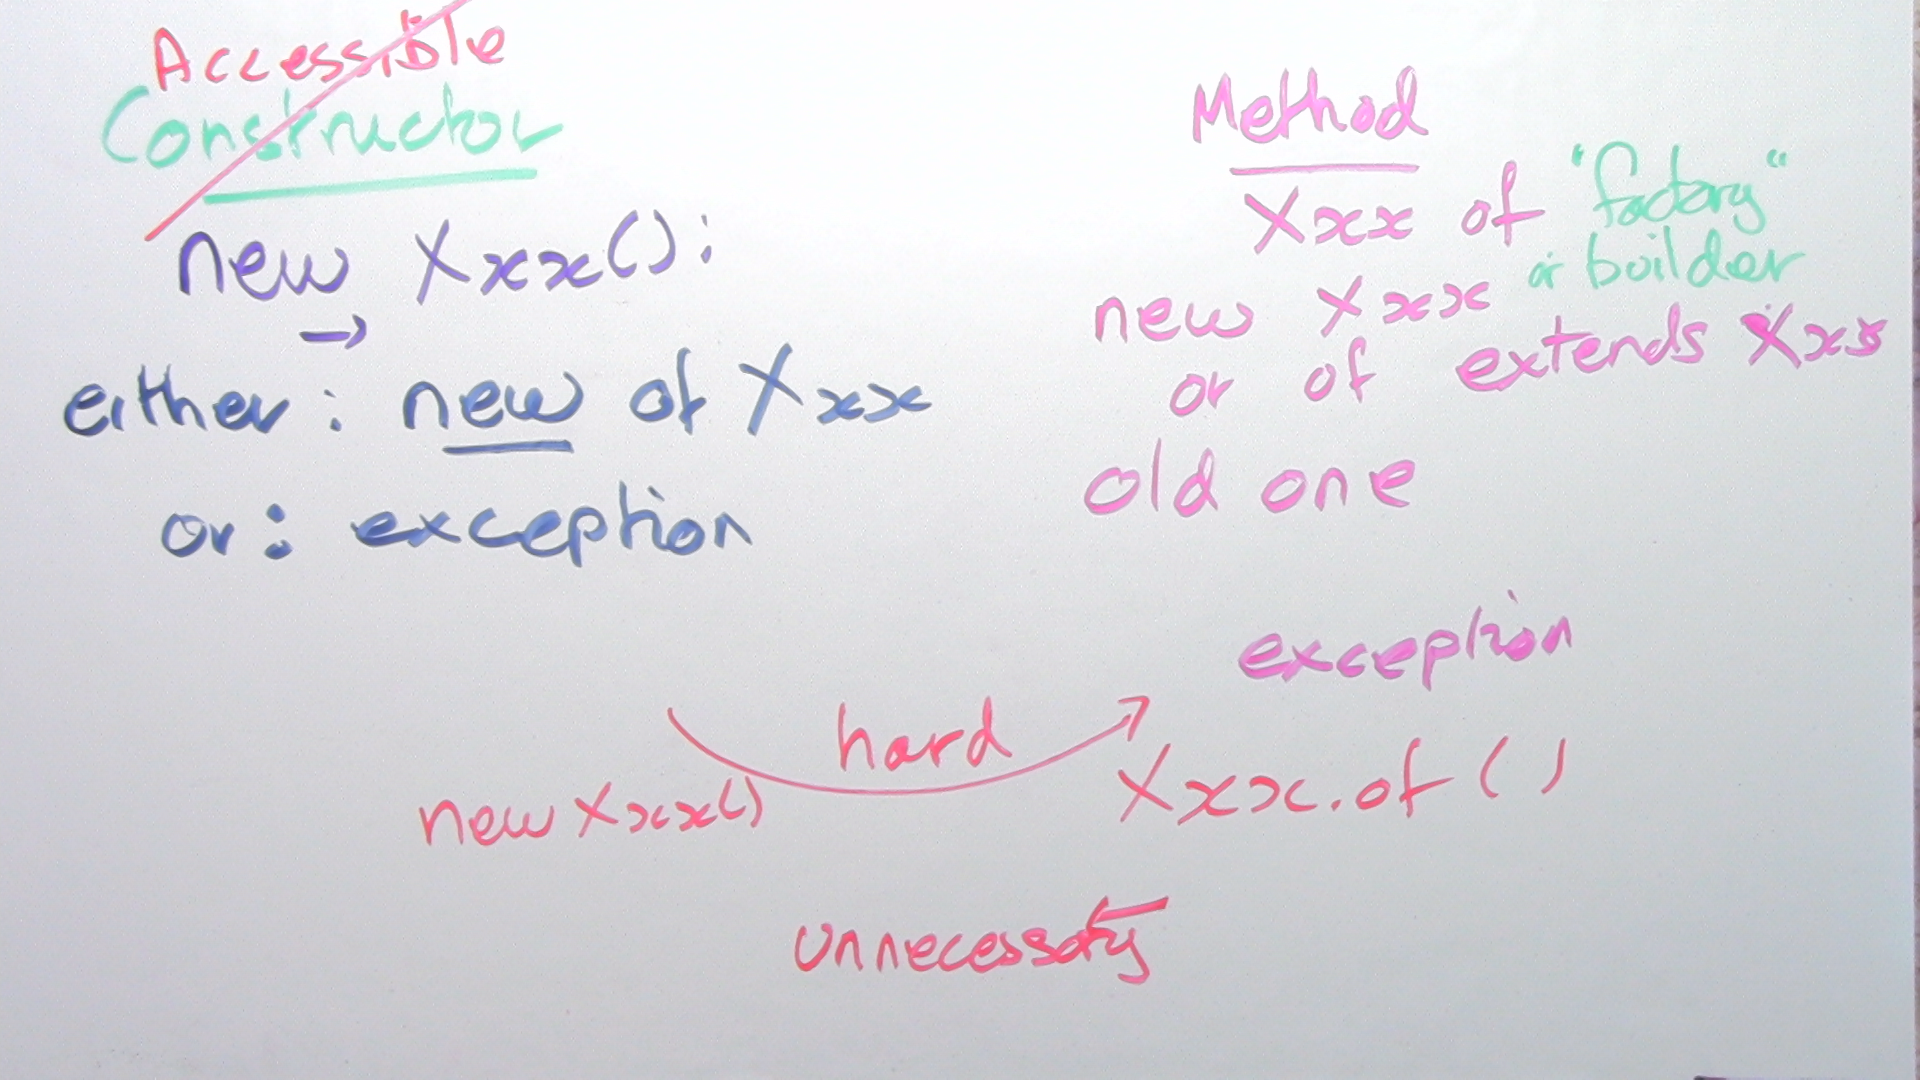 Accessible
Constructor
new Xxx():
→
either: new of Xxx
or: exception
Method
Xxx of "factory"
or builder
new Xxx
or of extends Xxx
old one
exception
hard
new Xxx()
Xxx.of()
unnecessary